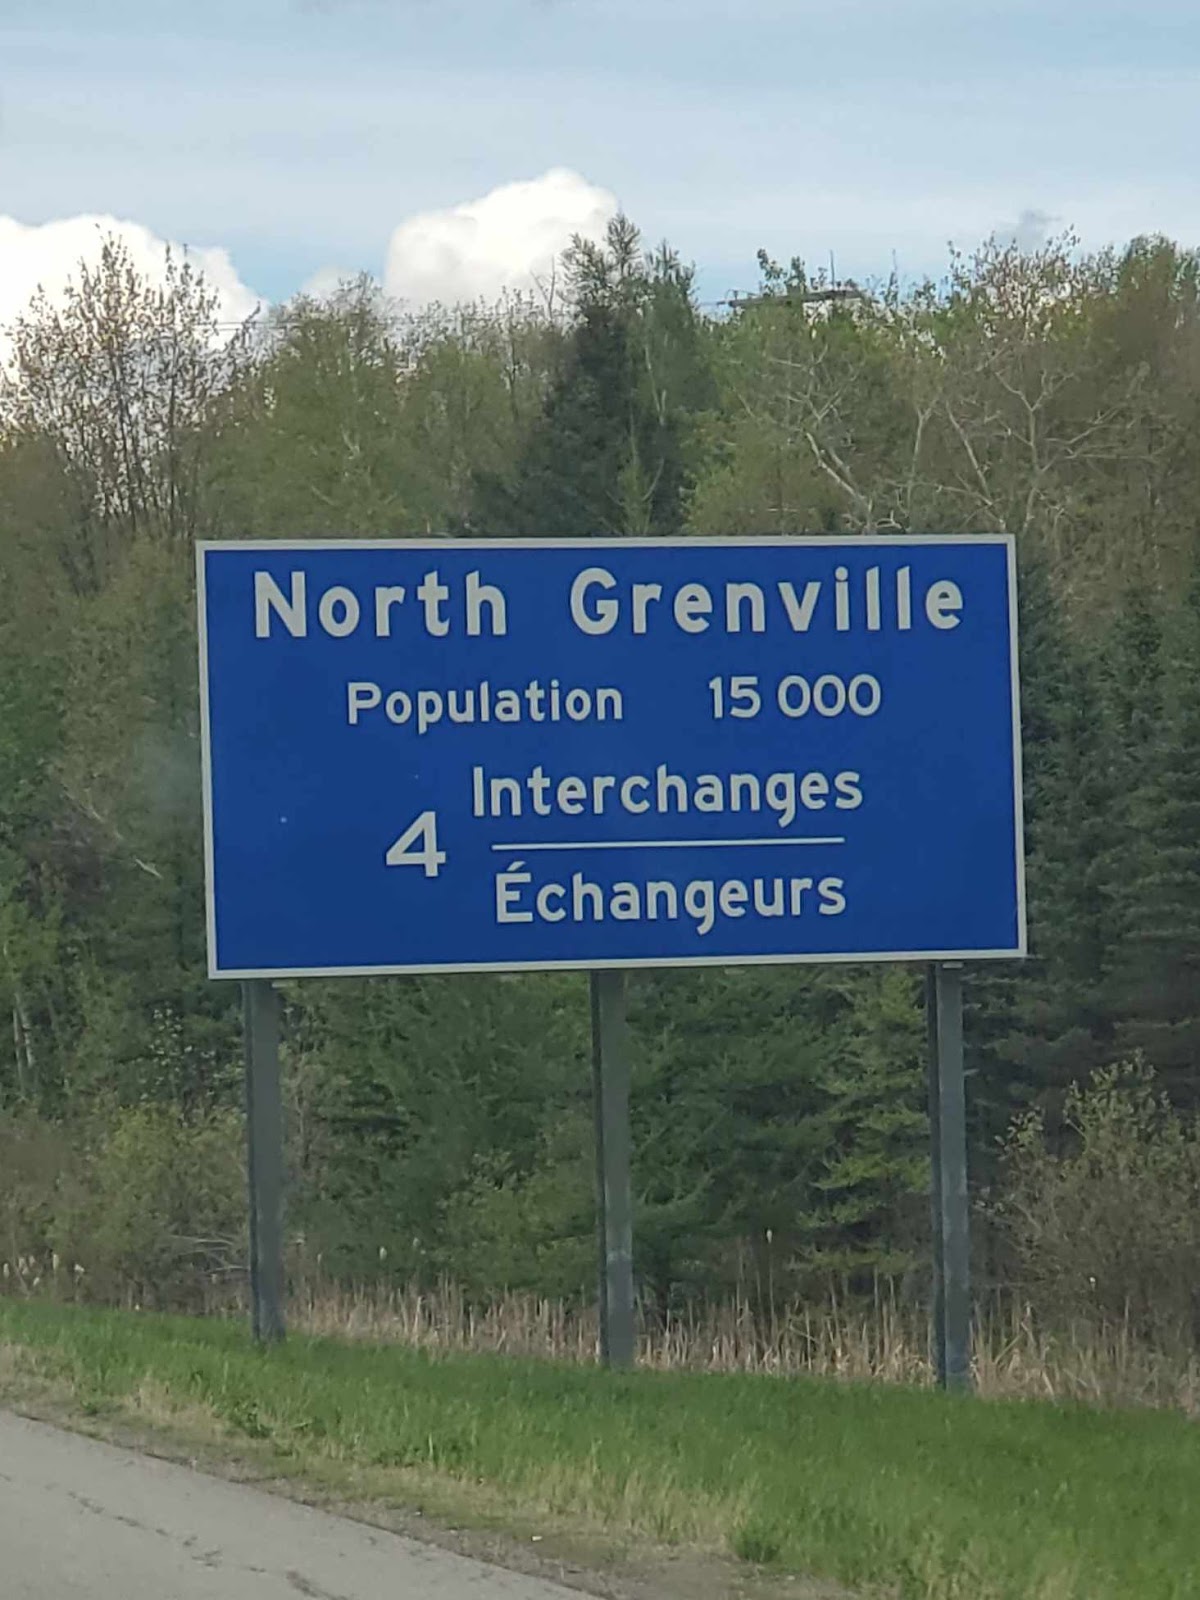 North Grenville
Population 15 000
4 Interchanges
Échangeurs